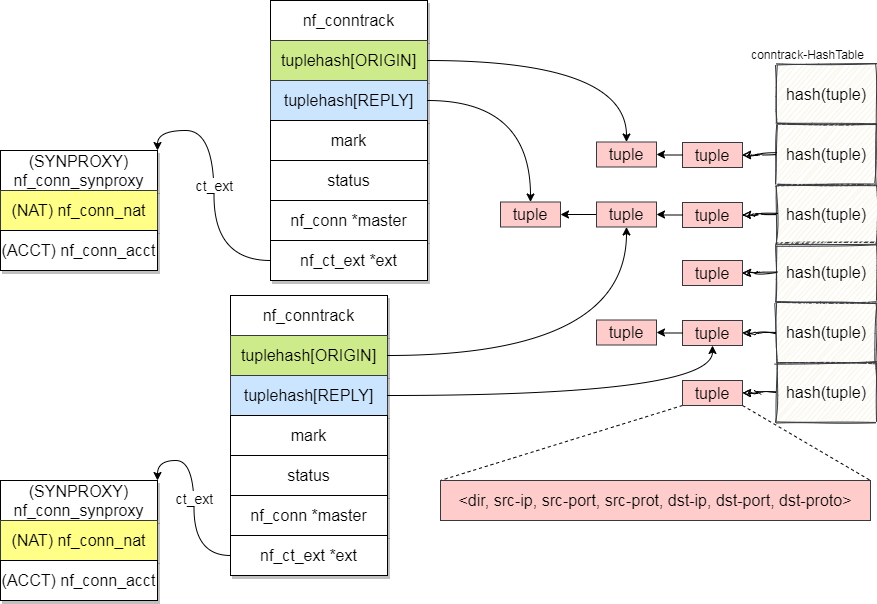 nf_conntrack
tuplehash[ORIGIN]
tuplehash[REPLY]
mark
status
nf_conn *master
nf_ct_ext *ext
ct_ext
(SYNPROXY)
nf_conn_synproxy
(NAT) nf_conn_nat
(ACCT) nf_conn_acct
nf_conntrack
tuplehash[ORIGIN]
tuplehash[REPLY]
mark
status
nf_conn *master
nf_ct_ext *ext
ct_ext
(SYNPROXY)
nf_conn_synproxy
(NAT) nf_conn_nat
(ACCT) nf_conn_acct
conntrack-HashTable
hash(tuple)
tuple tuple hash(tuple)
tuple tuple tuple hash(tuple)
tuple hash(tuple)
tuple tuple hash(tuple)
tuple hash(tuple)
<dir, src-ip, src-port, src-prot, dst-ip, dst-port, dst-proto>